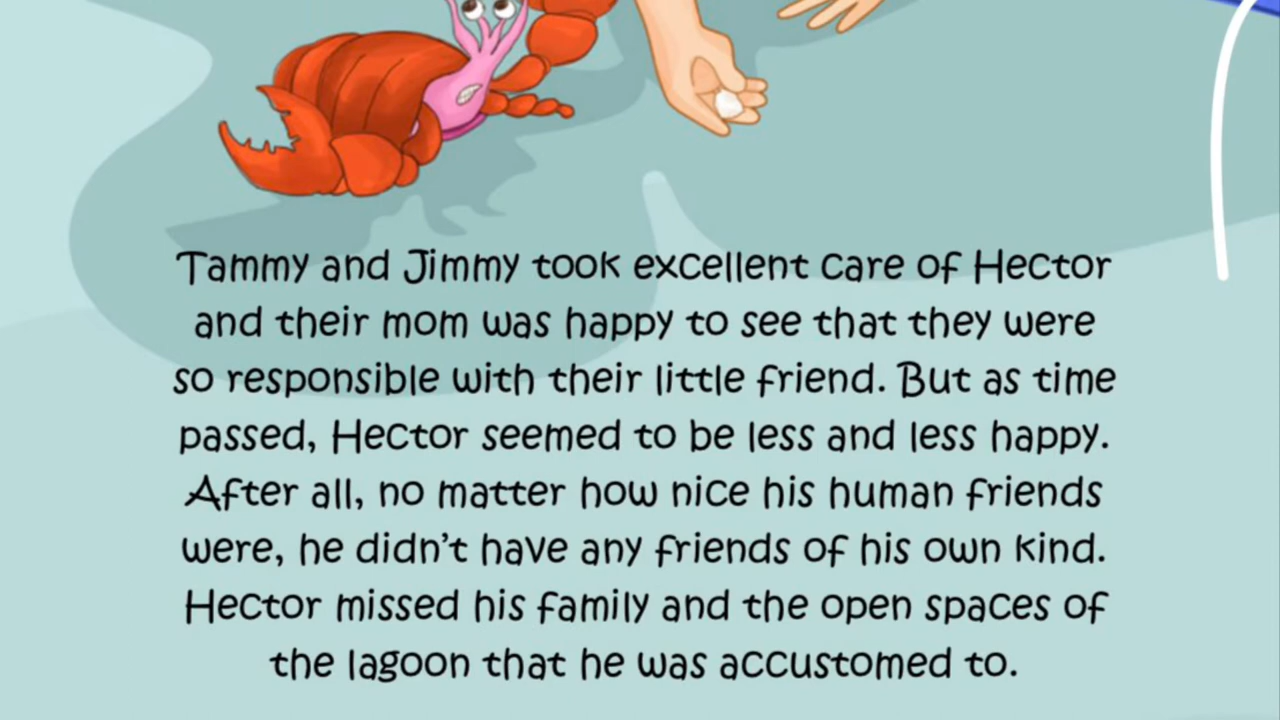 Tammy and Jimmy took excellent care of Hector
and their mom was happy to see that they were
so responsible with their little friend. But as time
passed, Hector seemed to be less and less happy.
After all, no matter how nice his human friends
were, he didn't have any friends of his own kind.
Hector missed his family and the open spaces of
the lagoon that he was accustomed to.